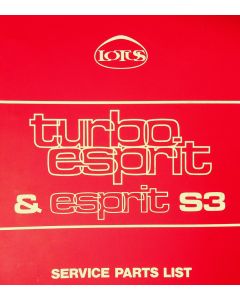 LOTUS
turbo
esprit
& esprit S3
SERVICE PARTS LIST